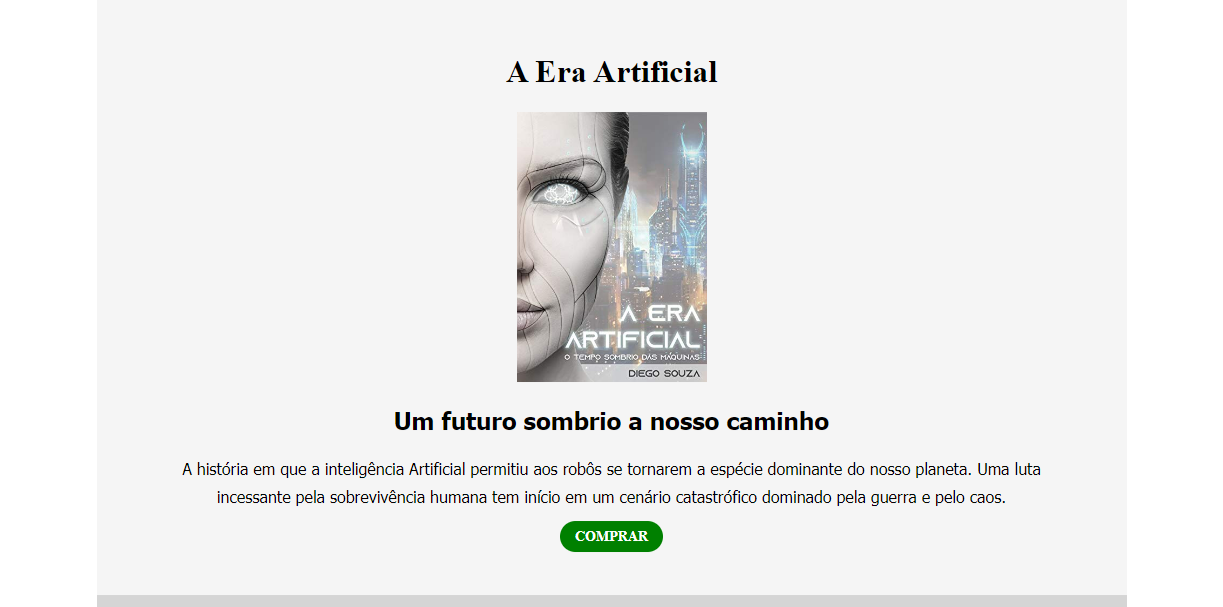 A Era Artificial
A ERA
ARTIFICIAL
O TEMPO SOMBRIO DAS MÁQUINAS
DIEGO SOUZA
Um futuro sombrio a nosso caminho
A história em que a inteligência Artificial permitiu aos robôs se tornarem a espécie dominante do nosso planeta. Uma luta
incessante pela sobrevivência humana tem início em um cenário catastrófico dominado pela guerra e pelo caos.
COMPRAR